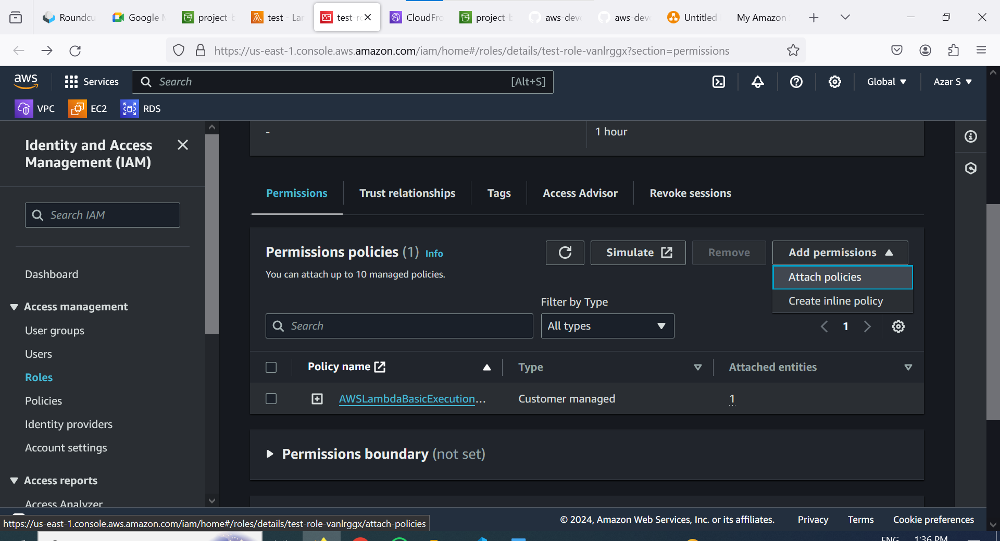 Roundcu
Google M
project-b
test - La
test-ro
CloudFro
project-b
aws-dev
aws-dev
Untitled
My Amazon S
https://us-east-1.console.aws.amazon.com/iam/home#/roles/details/test-role-vanlrggx?section=permissions
aws
Services
Search
[Alt+S]
Global
Azar S
VPC
EC2
RDS
Identity and Access
Management (IAM)
Search IAM
Dashboard
Access management
User groups
Users
Roles
Policies
Identity providers
Account settings
Access reports
Access Analyzer
-
1 hour
Permissions
Trust relationships
Tags
Access Advisor
Revoke sessions
Permissions policies (1) Info
You can attach up to 10 managed policies.
Simulate
Remove
Add permissions
Attach policies
Create inline policy
Filter by Type
Search
All types
1
Policy name
Type
Attached entities
AWSLambdaBasicExecution...
Customer managed
1
Permissions boundary (not set)
https://us-east-1.console.aws.amazon.com/iam/home#/roles/details/test-role-vanlrggx/attach-policies
© 2024, Amazon Web Services, Inc. or its affiliates.
Privacy
Terms
Cookie preferences
ENG
1:36 PM